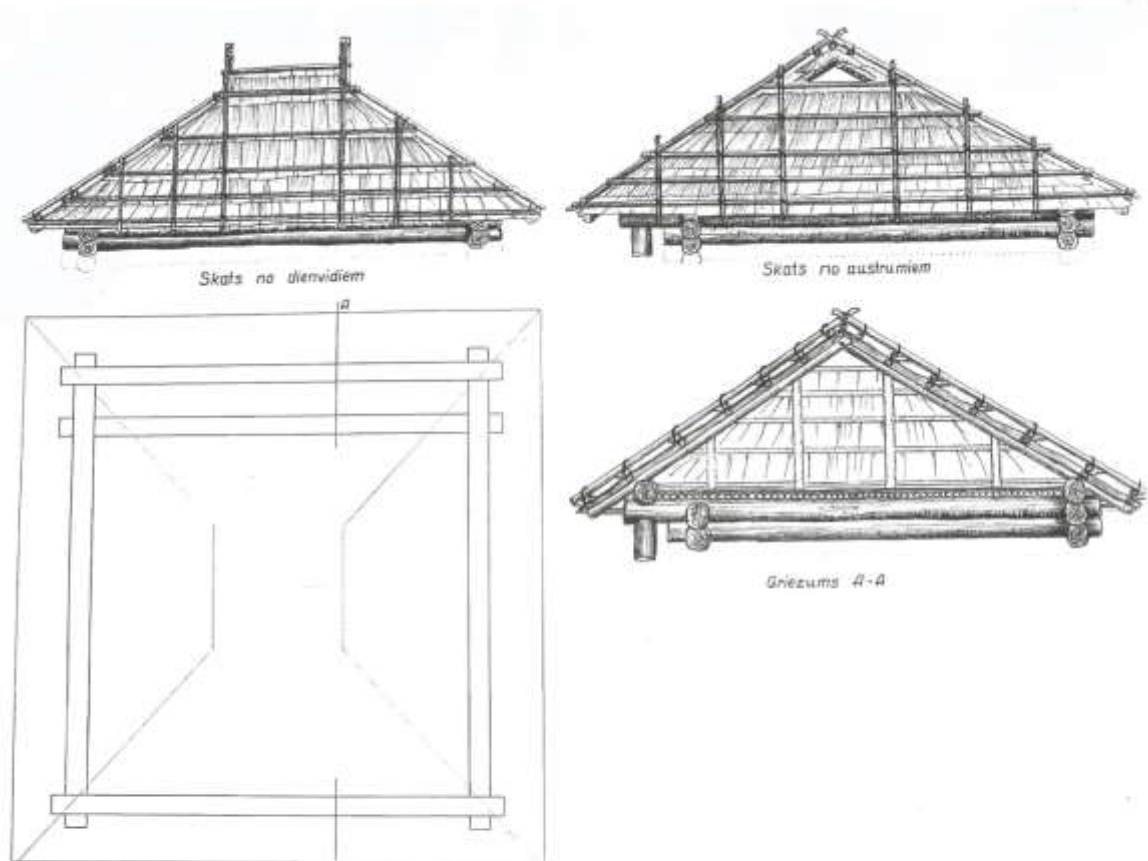 Skats no dienvidiem
Skats no austrumiem
A
Griezums A-A